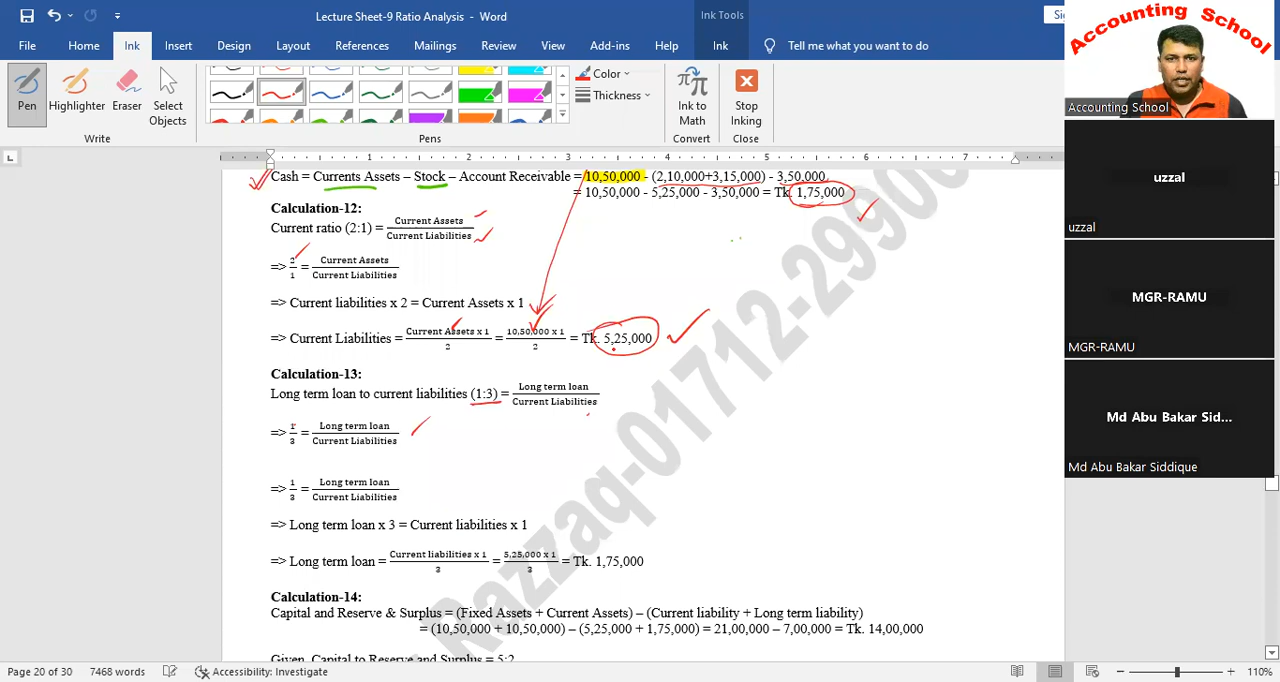 Lecture Sheet-9 Ratio Analysis - Word
Ink Tools
File Home Ink Insert Design Layout References Mailings Review View Add-ins Help Ink Tell me what you want to do
Pen Highlighter Eraser Select Objects
Color
Thickness
Ink to Math
Stop Inking
Write Pens Convert Close
Accounting School
Accounting School
uzzal
uzzal
MGR-RAMU
MGR-RAMU
Md Abu Bakar Sid...
Md Abu Bakar Siddique
1 2 3 4 5 6 7
Cash = Currents Assets – Stock – Account Receivable = 10,50,000 - (2,10,000+3,15,000) - 3,50,000
= 10,50,000 - 5,25,000 - 3,50,000 = Tk. 1,75,000
Calculation-12:
Current ratio (2:1) = Current Assets / Current Liabilities
=> 2/1 = Current Assets / Current Liabilities
=> Current liabilities x 2 = Current Assets x 1
=> Current Liabilities = Current Assets x 1 / 2 = 10,50,000 x 1 / 2 = Tk. 5,25,000
Calculation-13:
Long term loan to current liabilities (1:3) = Long term loan / Current Liabilities
=> 1/3 = Long term loan / Current Liabilities
=> 1/3 = Long term loan / Current Liabilities
=> Long term loan x 3 = Current liabilities x 1
=> Long term loan = Current liabilities x 1 / 3 = 5,25,000 x 1 / 3 = Tk. 1,75,000
Calculation-14:
Capital and Reserve & Surplus = (Fixed Assets + Current Assets) – (Current liability + Long term liability)
= (10,50,000 + 10,50,000) – (5,25,000 + 1,75,000) = 21,00,000 – 7,00,000 = Tk. 14,00,000
Given, Capital to Reserve and Surplus = 5:2
Razzaq-01712-2990
Page 20 of 30 7468 words Accessibility: Investigate 110%